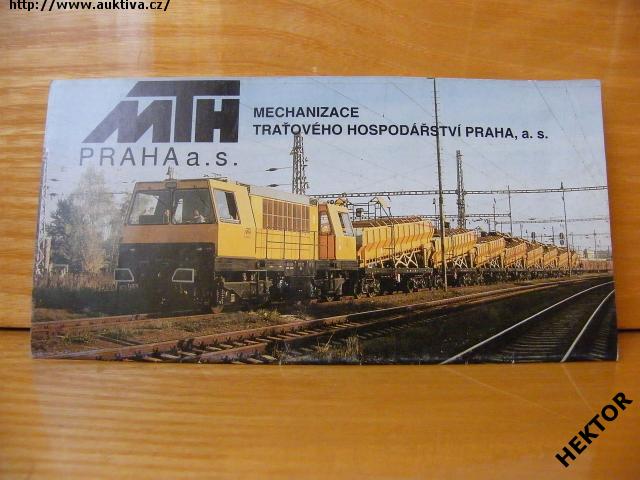 http://www.auktiva.cz/
MTH
PRAHA a.s.
MECHANIZACE
TRAŤOVÉHO HOSPODÁŘSTVÍ PRAHA, a. s.
HEKTOR